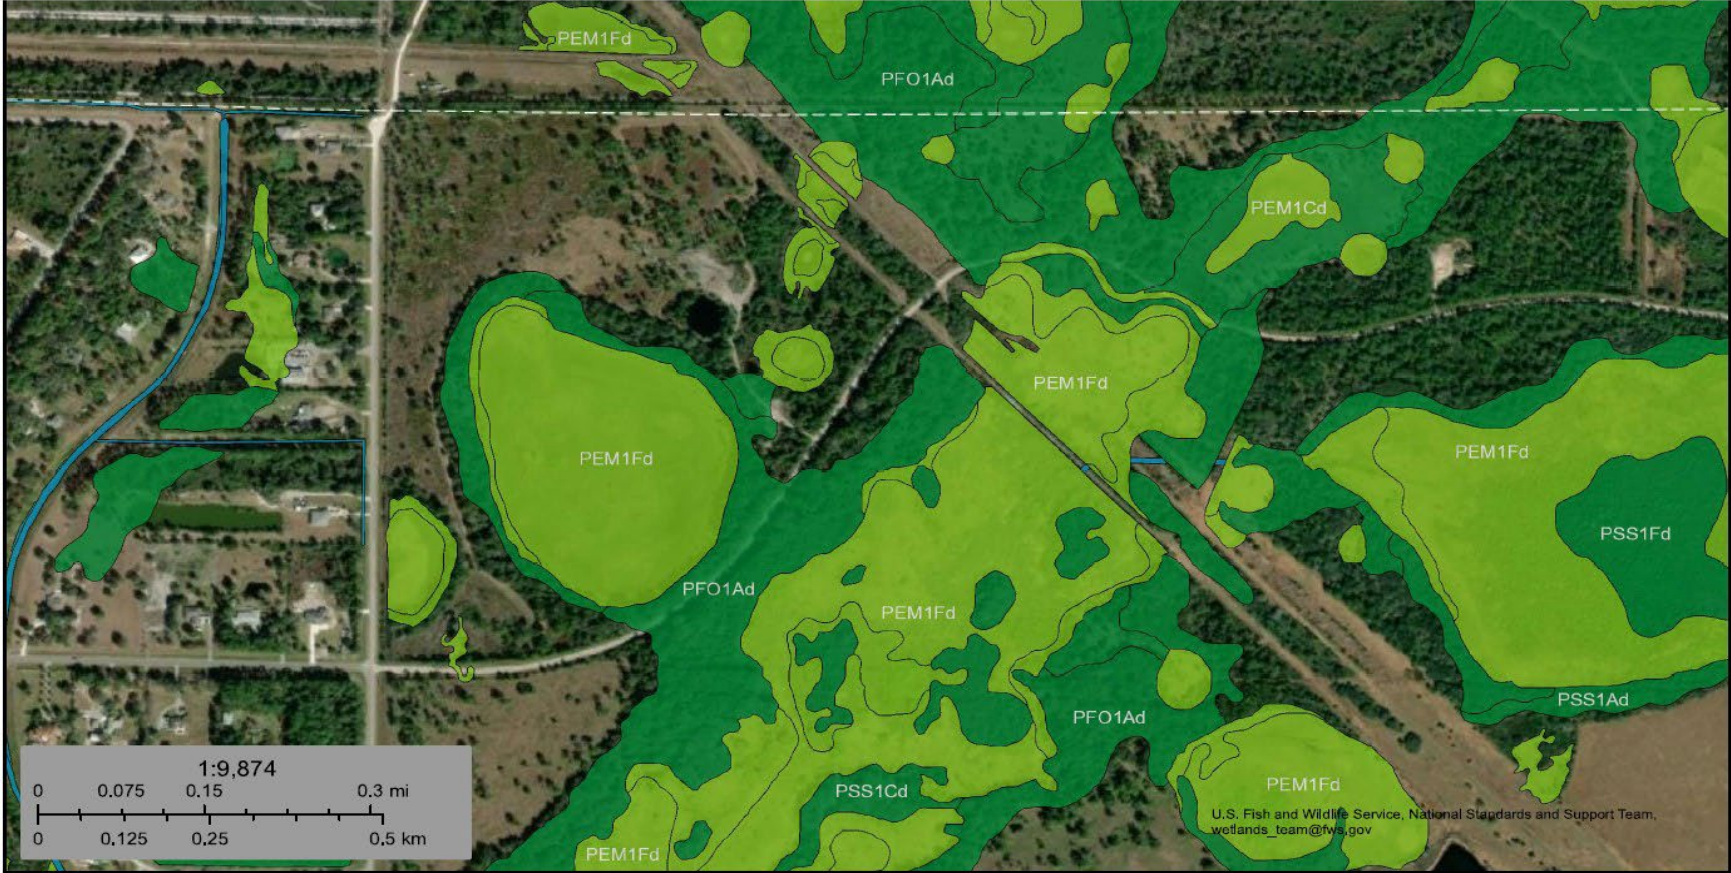 PEM1Fd
PFO1Ad
PEM1Cd
PEM1Fd
PEM1Fd
PEM1Fd
PSS1Fd
PFO1Ad
PEM1Fd
PSS1Ad
PFO1Ad
1:9,874
0 0.075 0.15 0.3 mi
0 0.125 0.25 0.5 km
PSS1Cd
PEM1Fd
PEM1Fd
U.S. Fish and Wildlife Service, National Standards and Support Team,
wetlands_team@fws.gov